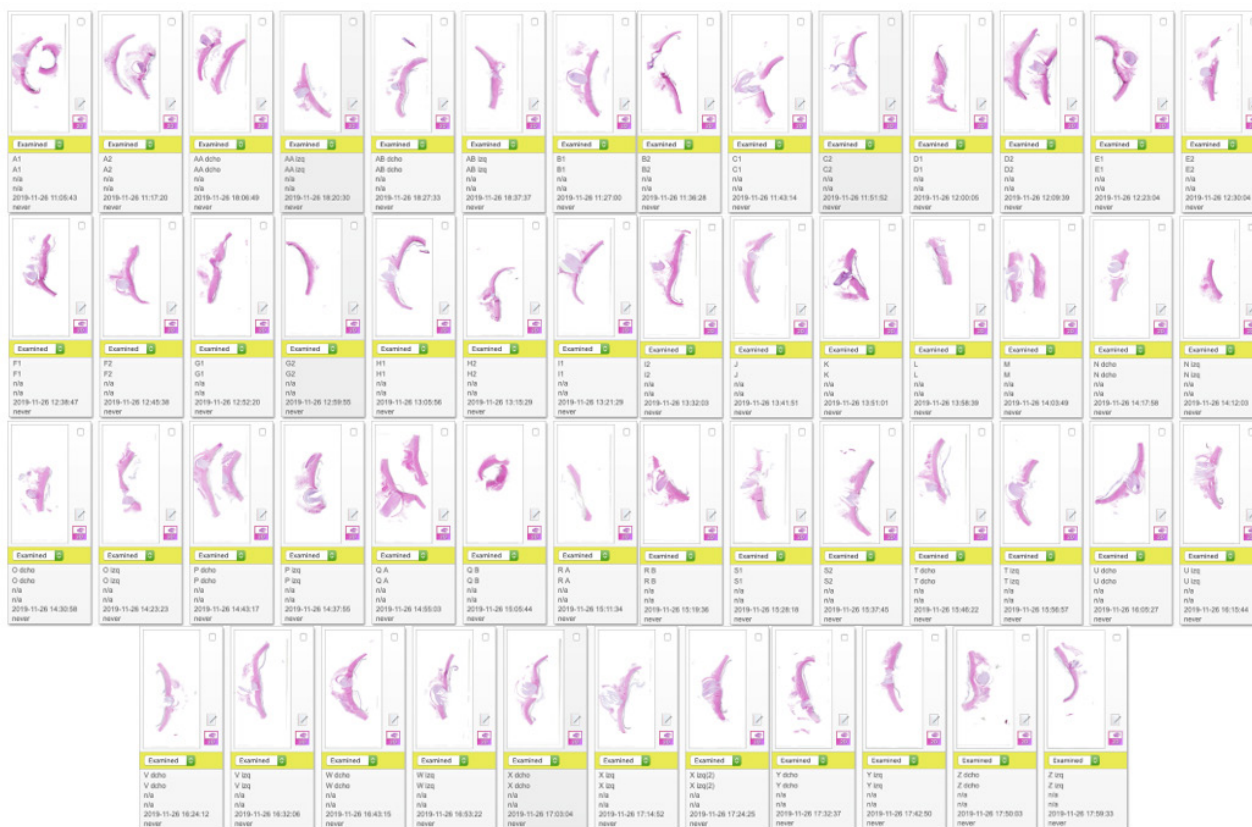 Examined
A1
A1
n/a
n/a
2019-11-26 11:05:43
never
Examined
A2
A2
n/a
n/a
2019-11-26 11:17:20
never
Examined
AA dcho
AA dcho
n/a
n/a
2019-11-26 18:06:49
never
Examined
AA izq
AA izq
n/a
n/a
2019-11-26 18:20:30
never
Examined
AB dcho
AB dcho
n/a
n/a
2019-11-26 18:27:33
never
Examined
AB izq
AB izq
n/a
n/a
2019-11-26 18:37:37
never
Examined
B1
B1
n/a
n/a
2019-11-26 11:27:00
never
Examined
B2
B2
n/a
n/a
2019-11-26 11:36:28
never
Examined
C1
C1
n/a
n/a
2019-11-26 11:43:14
never
Examined
C2
C2
n/a
n/a
2019-11-26 11:51:52
never
Examined
D1
D1
n/a
n/a
2019-11-26 12:00:05
never
Examined
D2
D2
n/a
n/a
2019-11-26 12:09:39
never
Examined
E1
E1
n/a
n/a
2019-11-26 12:23:04
never
Examined
E2
E2
n/a
n/a
2019-11-26 12:30:04
never
Examined
F1
F1
n/a
n/a
2019-11-26 12:38:47
never
Examined
F2
F2
n/a
n/a
2019-11-26 12:45:36
never
Examined
G1
G1
n/a
n/a
2019-11-26 12:52:20
never
Examined
G2
G2
n/a
n/a
2019-11-26 12:59:55
never
Examined
H1
H1
n/a
n/a
2019-11-26 13:05:56
never
Examined
H2
H2
n/a
n/a
2019-11-26 13:15:29
never
Examined
I1
I1
n/a
n/a
2019-11-26 13:21:29
never
Examined
I2
I2
n/a
n/a
2019-11-26 13:32:03
never
Examined
J
J
n/a
n/a
2019-11-26 13:41:51
never
Examined
K
K
n/a
n/a
2019-11-26 13:51:01
never
Examined
L
L
n/a
n/a
2019-11-26 13:58:39
never
Examined
M
M
n/a
n/a
2019-11-26 14:03:49
never
Examined
N dcho
N dcho
n/a
n/a
2019-11-26 14:17:58
never
Examined
N izq
N izq
n/a
n/a
2019-11-26 14:12:03
never
Examined
O dcho
O dcho
n/a
n/a
2019-11-26 14:30:58
never
Examined
O izq
O izq
n/a
n/a
2019-11-26 14:23:23
never
Examined
P dcho
P dcho
n/a
n/a
2019-11-26 14:43:17
never
Examined
P izq
P izq
n/a
n/a
2019-11-26 14:37:55
never
Examined
Q A
Q A
n/a
n/a
2019-11-26 14:55:03
never
Examined
Q B
Q B
n/a
n/a
2019-11-26 15:05:44
never
Examined
R A
R A
n/a
n/a
2019-11-26 15:11:34
never
Examined
R B
R B
n/a
n/a
2019-11-26 15:18:36
never
Examined
S1
S1
n/a
n/a
2019-11-26 15:28:18
never
Examined
S2
S2
n/a
n/a
2019-11-26 15:37:45
never
Examined
T dcho
T dcho
n/a
n/a
2019-11-26 15:46:22
never
Examined
T izq
T izq
n/a
n/a
2019-11-26 15:56:57
never
Examined
U dcho
U dcho
n/a
n/a
2019-11-26 16:05:27
never
Examined
U izq
U izq
n/a
n/a
2019-11-26 16:15:44
never
Examined
V dcho
V dcho
n/a
n/a
2019-11-26 16:24:12
never
Examined
V izq
V izq
n/a
n/a
2019-11-26 16:32:06
never
Examined
W dcho
W dcho
n/a
n/a
2019-11-26 16:43:15
never
Examined
W izq
W izq
n/a
n/a
2019-11-26 16:53:22
never
Examined
X dcho
X dcho
n/a
n/a
2019-11-26 17:03:04
never
Examined
X izq
X izq
n/a
n/a
2019-11-26 17:14:52
never
Examined
X izq(2)
X izq(2)
n/a
n/a
2019-11-26 17:24:25
never
Examined
Y dcho
Y dcho
n/a
n/a
2019-11-26 17:32:37
never
Examined
Y izq
Y izq
n/a
n/a
2019-11-26 17:42:50
never
Examined
Z dcho
Z dcho
n/a
n/a
2019-11-26 17:50:03
never
Examined
Z izq
Z izq
n/a
n/a
2019-11-26 17:59:33
never